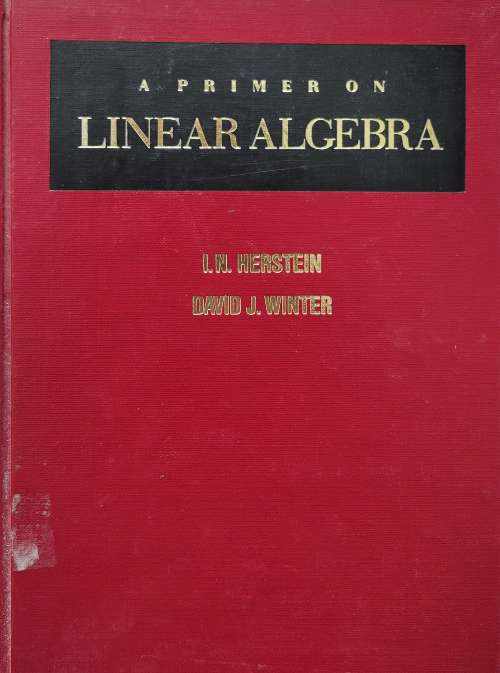 A PRIMER ON
LINEAR ALGEBRA
I. N. HERSTEIN
DAVID J. WINTER